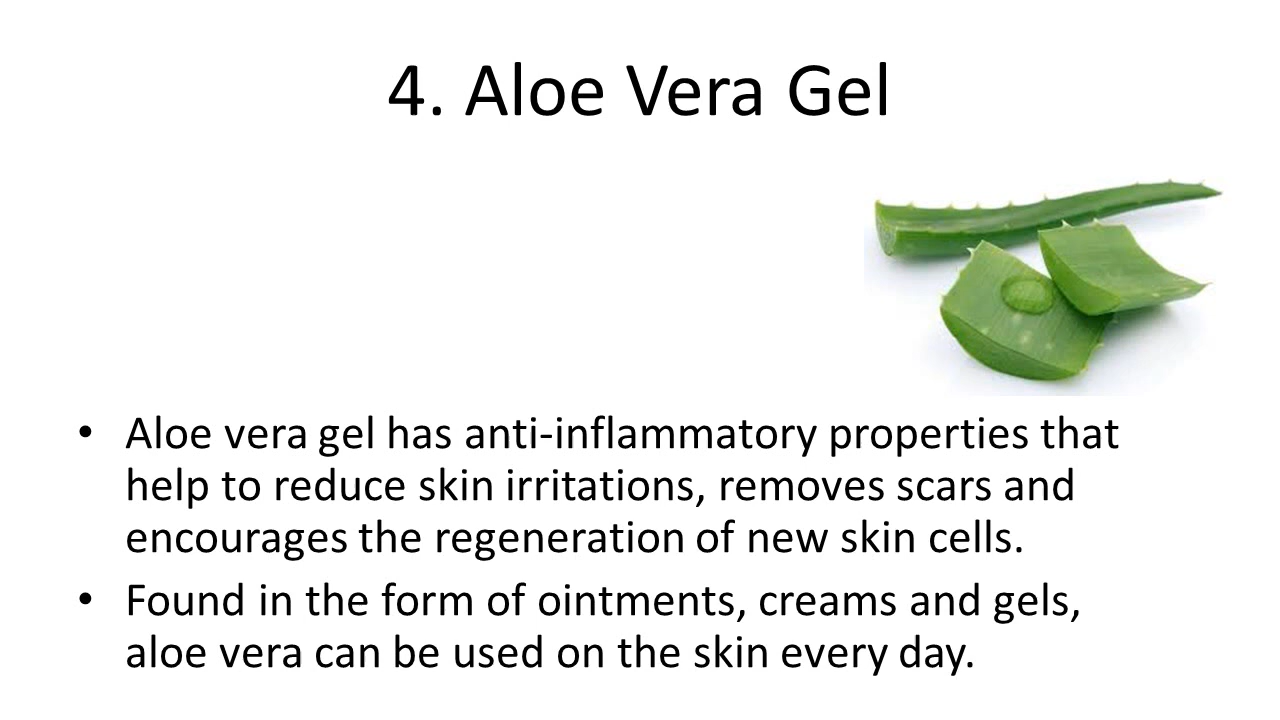 4. Aloe Vera Gel
• Aloe vera gel has anti-inflammatory properties that
help to reduce skin irritations, removes scars and
encourages the regeneration of new skin cells.
• Found in the form of ointments, creams and gels,
aloe vera can be used on the skin every day.